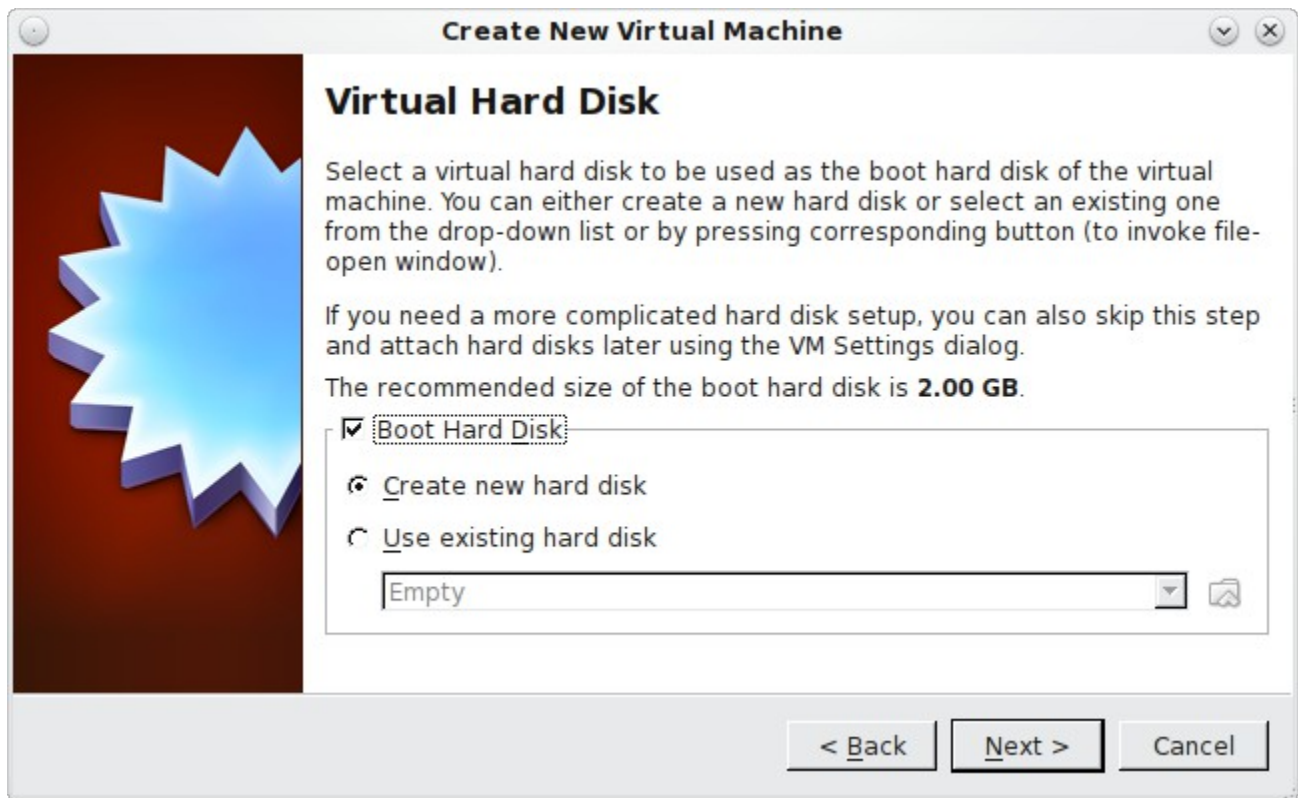 Create New Virtual Machine
Virtual Hard Disk
Select a virtual hard disk to be used as the boot hard disk of the virtual
machine. You can either create a new hard disk or select an existing one
from the drop-down list or by pressing corresponding button (to invoke file-
open window).
If you need a more complicated hard disk setup, you can also skip this step
and attach hard disks later using the VM Settings dialog.
The recommended size of the boot hard disk is 2.00 GB.
Boot Hard Disk
Create new hard disk
Use existing hard disk
Empty
< Back Next > Cancel